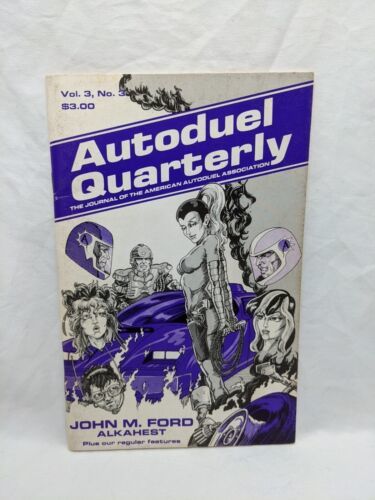 Vol. 3, No. 3
$3.00
Autoduel
Quarterly
THE JOURNAL OF THE AMERICAN AUTODUEL ASSOCIATION
JOHN M. FORD
ALKAHEST
Plus our regular features